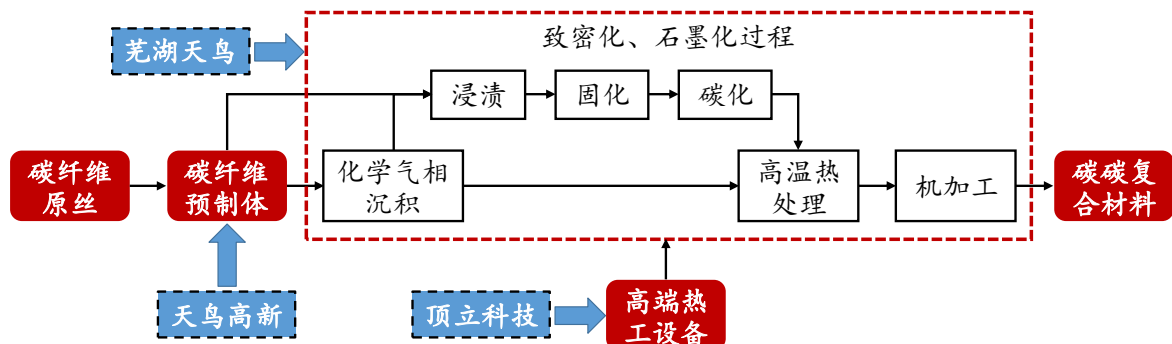 芜湖天鸟
致密化、石墨化过程
浸渍
固化
碳化
碳纤维
原丝
碳纤维
预制体
化学气相
沉积
高温热
处理
机加工
碳碳复
合材料
天鸟高新
顶立科技
高端热
工设备